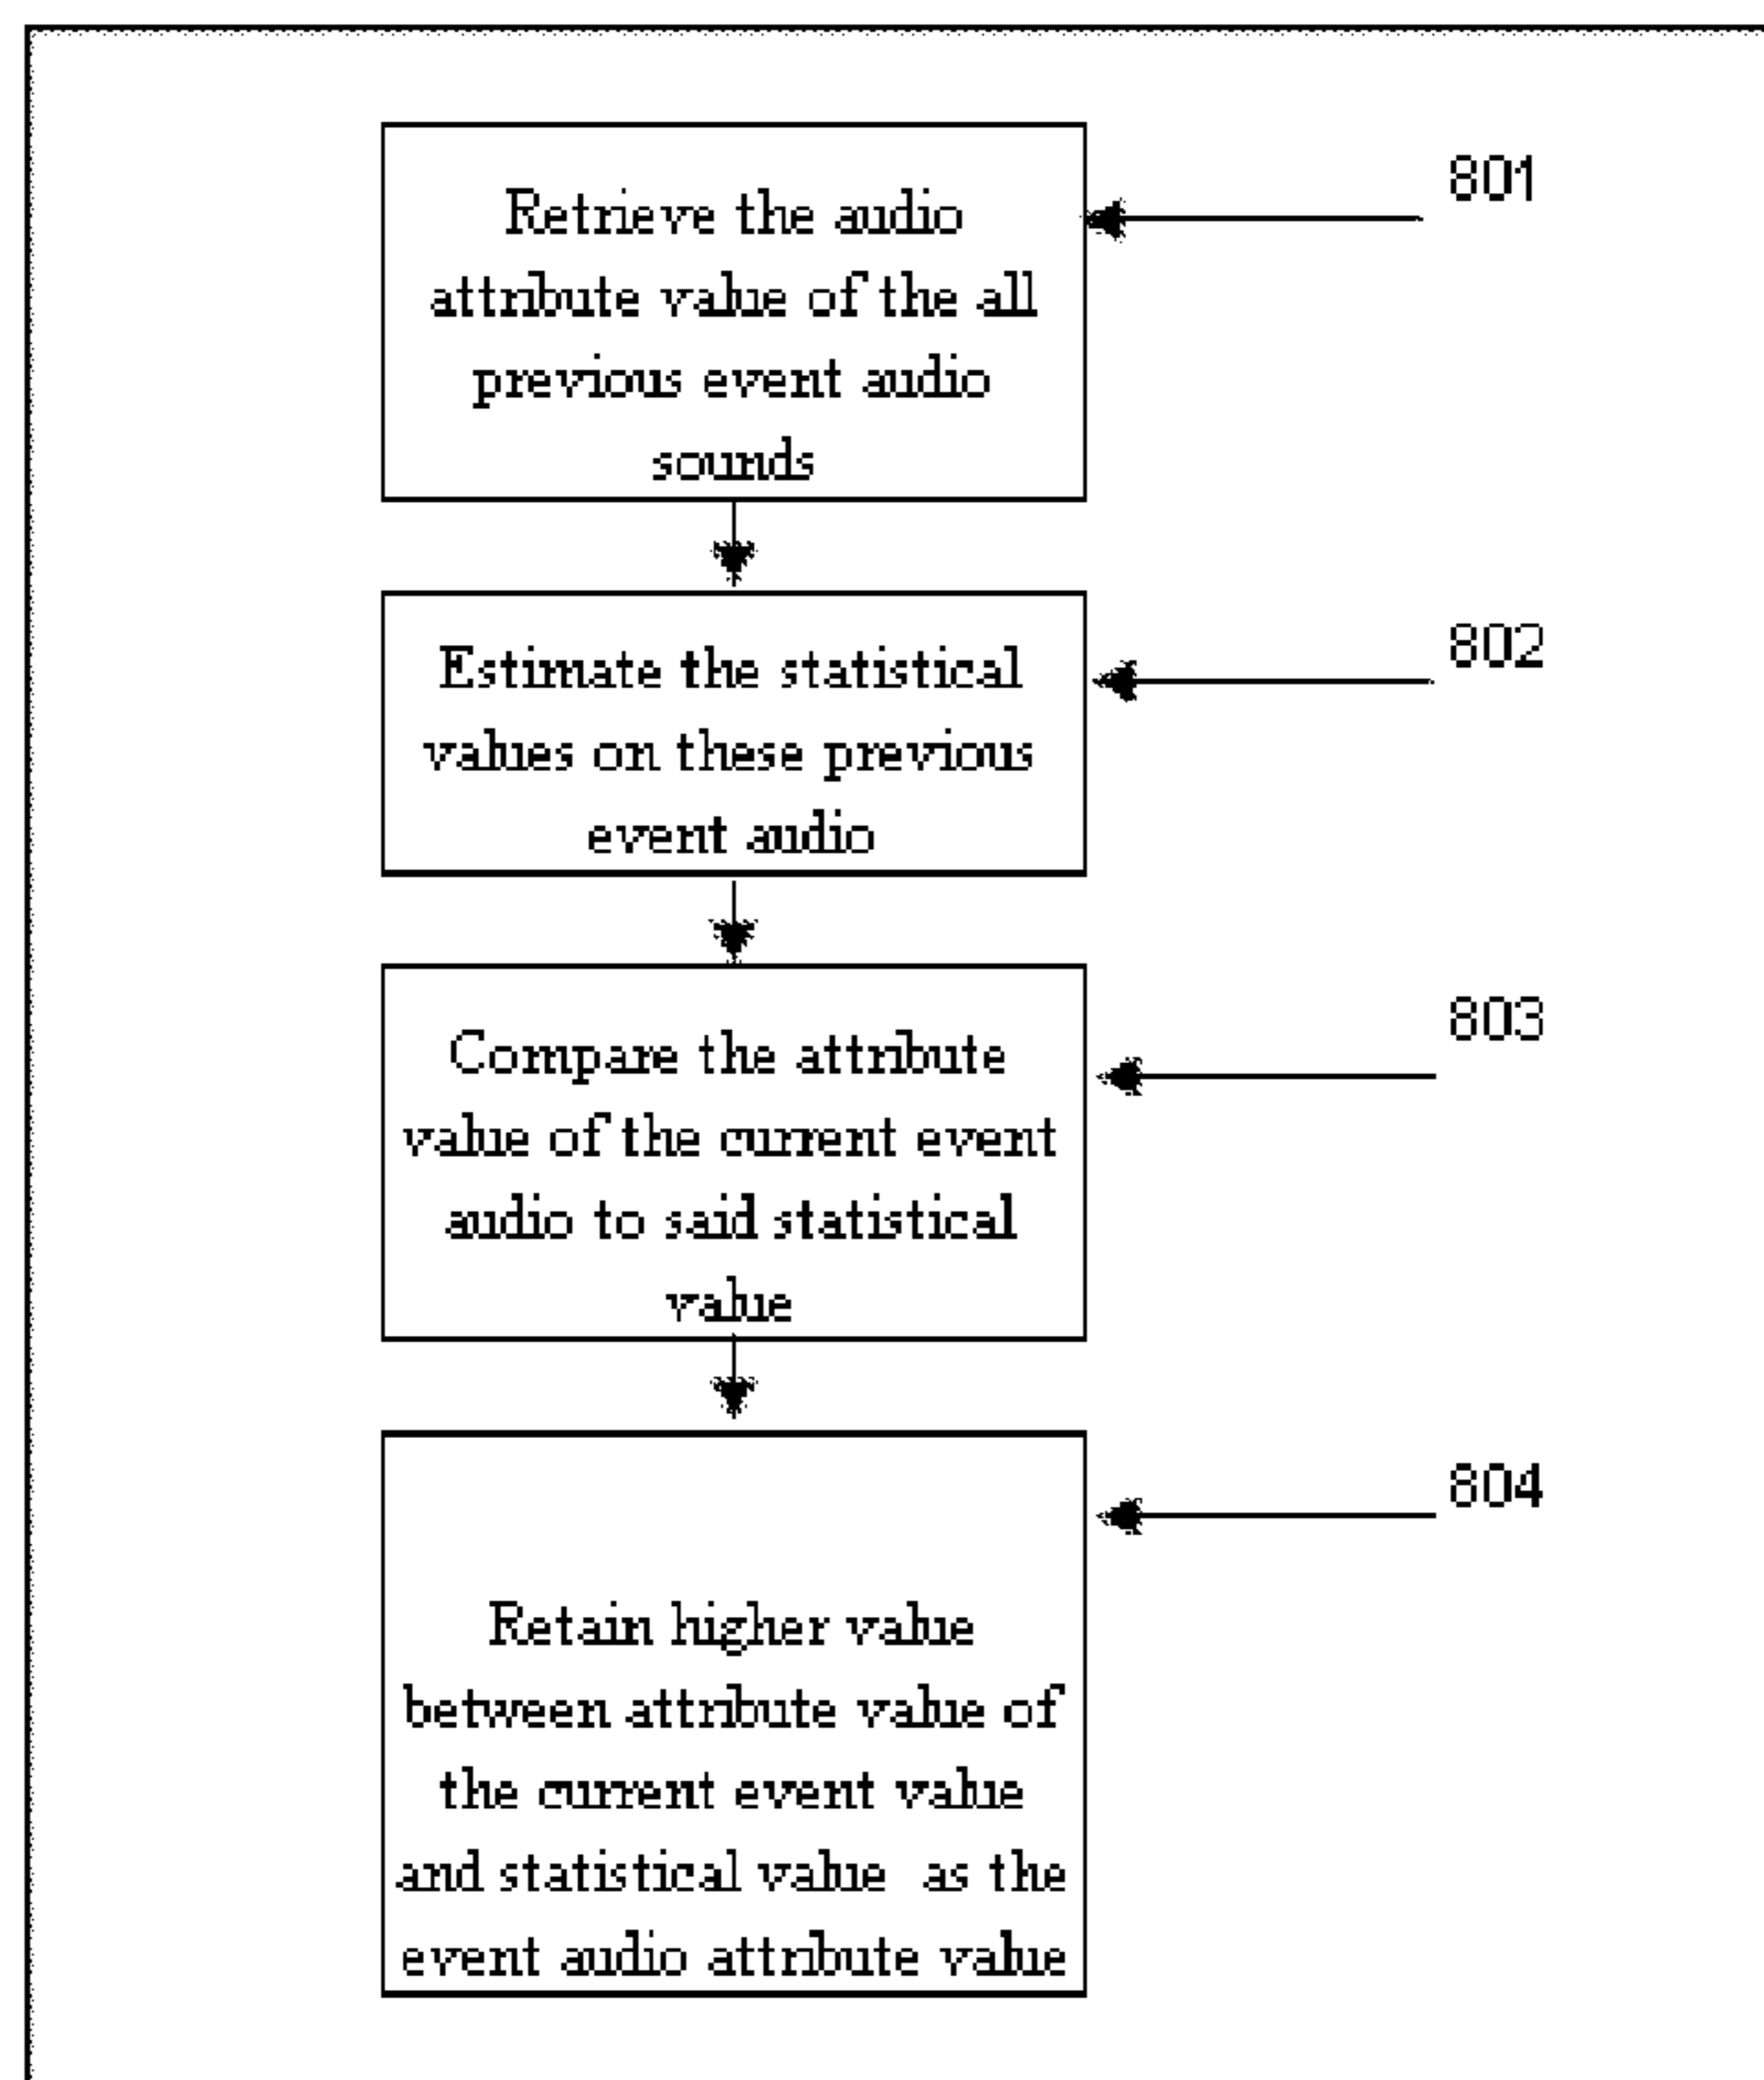 Retrieve the audio
attribute value of the all
previous event audio
sounds
801
Estimate the statistical
values on these previous
event audio
802
Compare the attribute
value of the current event
audio to said statistical
value
803
Retain higher value
between attribute value of
the current event value
and statistical value as the
event audio attribute value
804